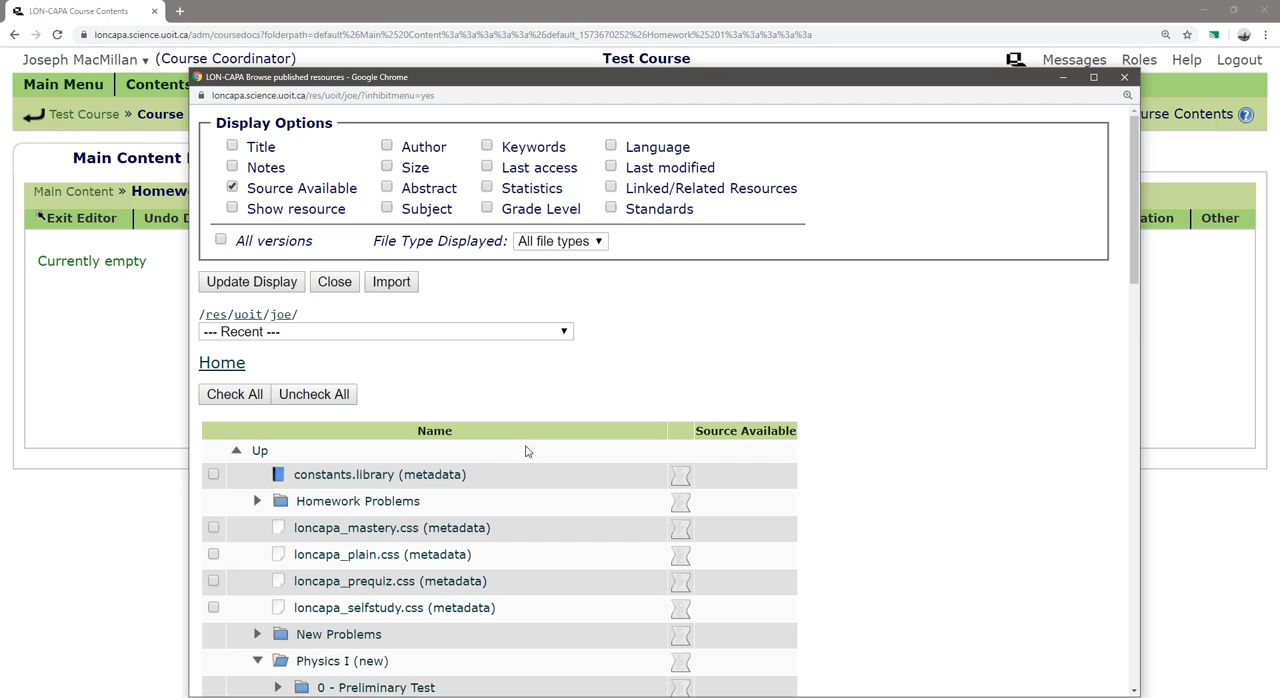 LON-CAPA Course Contents
loncapa.science.uoit.ca/adm/coursedocs?folderpath=default%26Main%2520Content%3a%3a%3a%3a%3a%26default_1573670252%26Homework%25201%3a%3a%3a%3a%3a
Joseph MacMillan ▾ (Course Coordinator)
Test Course
Messages Roles Help Logout
Main Menu Contents
Test Course » Course
urse Contents ?
Main Content
Main Content » Homew
Exit Editor Undo D
ation Other
Currently empty
LON-CAPA Browse published resources - Google Chrome
loncapa.science.uoit.ca/res/uoit/joe/?inhibitmenu=yes
Display Options
Title Author Keywords Language
Notes Size Last access Last modified
Source Available Abstract Statistics Linked/Related Resources
Show resource Subject Grade Level Standards
All versions File Type Displayed: All file types ▼
Update Display Close Import
/res/uoit/joe/
--- Recent --- ▼
Home
Check All Uncheck All
Name Source Available
Up
constants.library (metadata)
Homework Problems
loncapa_mastery.css (metadata)
loncapa_plain.css (metadata)
loncapa_prequiz.css (metadata)
loncapa_selfstudy.css (metadata)
New Problems
Physics I (new)
0 - Preliminary Test